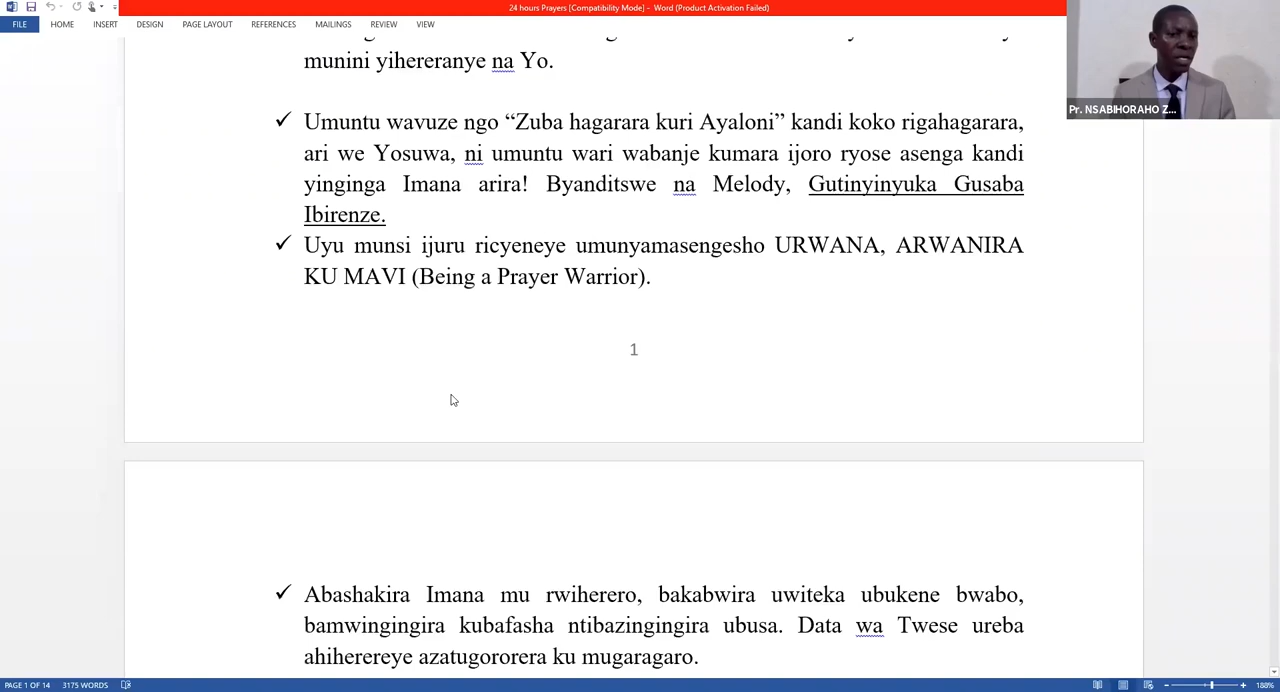 24 hours Prayers [Compatibility Mode] - Word (Product Activation Failed)
FILE HOME INSERT DESIGN PAGE LAYOUT REFERENCES MAILINGS REVIEW VIEW
Pr. NSABIHORAHO Z...
munini yihereranye na Yo.
✓ Umuntu wavuze ngo “Zuba hagarara kuri Ayaloni” kandi koko rigahagarara,
ari we Yosuwa, ni umuntu wari wabanje kumara ijoro ryose asenga kandi
yinginga Imana arira! Byanditswe na Melody, Gutinyinyuka Gusaba
Ibirenze.
✓ Uyu munsi ijuru ricyeneye umunyamasengesho URWANA, ARWANIRA
KU MAVI (Being a Prayer Warrior).
1
✓ Abashakira Imana mu rwiherero, bakabwira uwiteka ubukene bwabo,
bamwingingira kubafasha ntibazingingira ubusa. Data wa Twese ureba
ahiherereye azatugororera ku mugaragaro.
PAGE 1 OF 14 3175 WORDS 188%